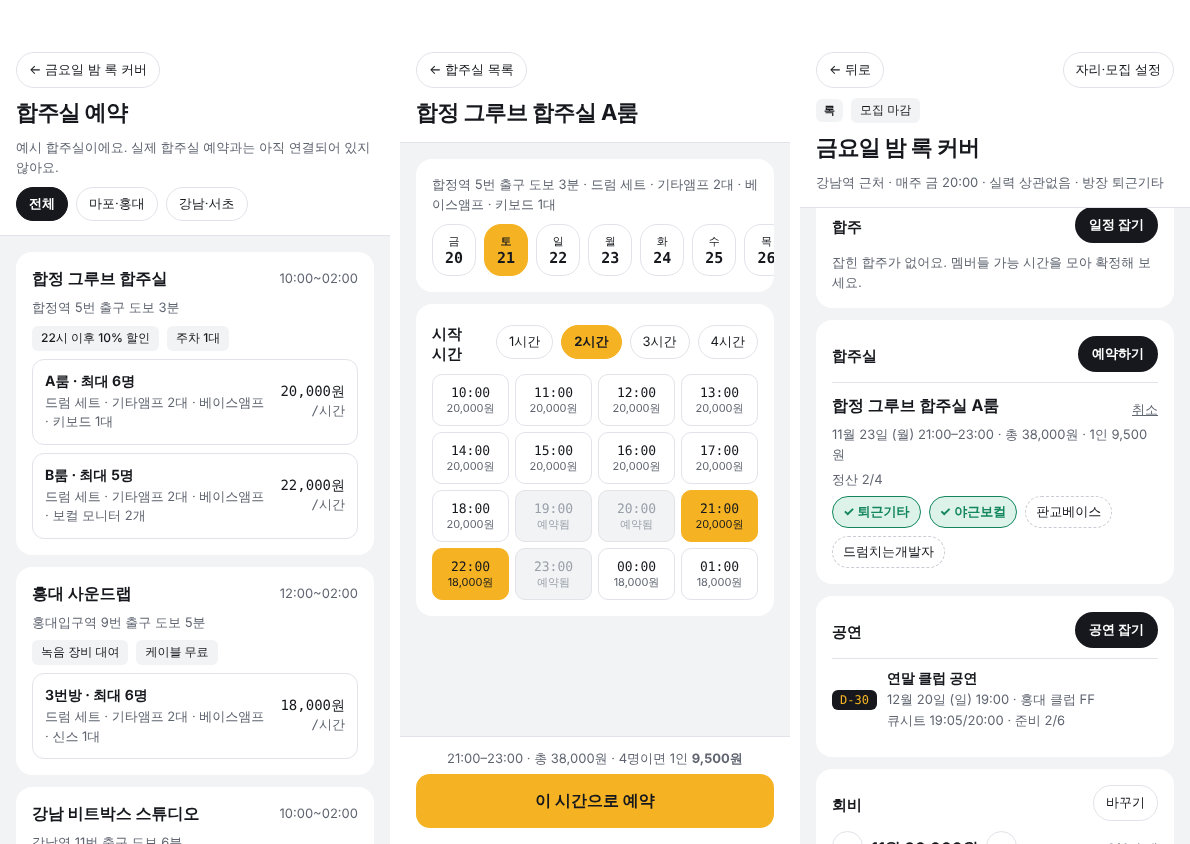 ← 금요일 밤 록 커버
합주실 예약
예시 합주실이에요. 실제 합주실 예약과는 아직 연결되어 있지
않아요.
전체
마포·홍대
강남·서초
합정 그루브 합주실
10:00~02:00
합정역 5번 출구 도보 3분
22시 이후 10% 할인
주차 1대
A룸 · 최대 6명
드럼 세트 · 기타앰프 2대 · 베이스앰프
· 키보드 1대
20,000원
/시간
B룸 · 최대 5명
드럼 세트 · 기타앰프 2대 · 베이스앰프
· 보컬 모니터 2개
22,000원
/시간
홍대 사운드랩
12:00~02:00
홍대입구역 9번 출구 도보 5분
녹음 장비 대여
케이블 무료
3번방 · 최대 6명
드럼 세트 · 기타앰프 2대 · 베이스앰프
· 신스 1대
18,000원
/시간
강남 비트박스 스튜디오
10:00~02:00
강남역 11번 출구 도보 6분
← 합주실 목록
합정 그루브 합주실 A룸
합정역 5번 출구 도보 3분 · 드럼 세트 · 기타앰프 2대 · 베
이스앰프 · 키보드 1대
금 토 일 월 화 수 목
20 21 22 23 24 25 26
시작
시간
1시간
2시간
3시간
4시간
10:00 11:00 12:00 13:00
20,000원 20,000원 20,000원 20,000원
14:00 15:00 16:00 17:00
20,000원 20,000원 20,000원 20,000원
18:00 19:00 20:00 21:00
20,000원 예약됨 예약됨 20,000원
22:00 23:00 00:00 01:00
18,000원 예약됨 18,000원 18,000원
21:00–23:00 · 총 38,000원 · 4명이면 1인 9,500원
이 시간으로 예약
← 뒤로
자리·모집 설정
록
모집 마감
금요일 밤 록 커버
강남역 근처 · 매주 금 20:00 · 실력 상관없음 · 방장 퇴근기타
합주
일정 잡기
잡힌 합주가 없어요. 멤버들 가능 시간을 모아 확정해 보
세요.
합주실
예약하기
합정 그루브 합주실 A룸
취소
11월 23일 (월) 21:00–23:00 · 총 38,000원 · 1인 9,500
원
정산 2/4
✓ 퇴근기타
✓ 야근보컬
판교베이스
드럼치는개발자
공연
공연 잡기
D-30
연말 클럽 공연
12월 20일 (일) 19:00 · 홍대 클럽 FF
큐시트 19:05/20:00 · 준비 2/6
회비
바꾸기